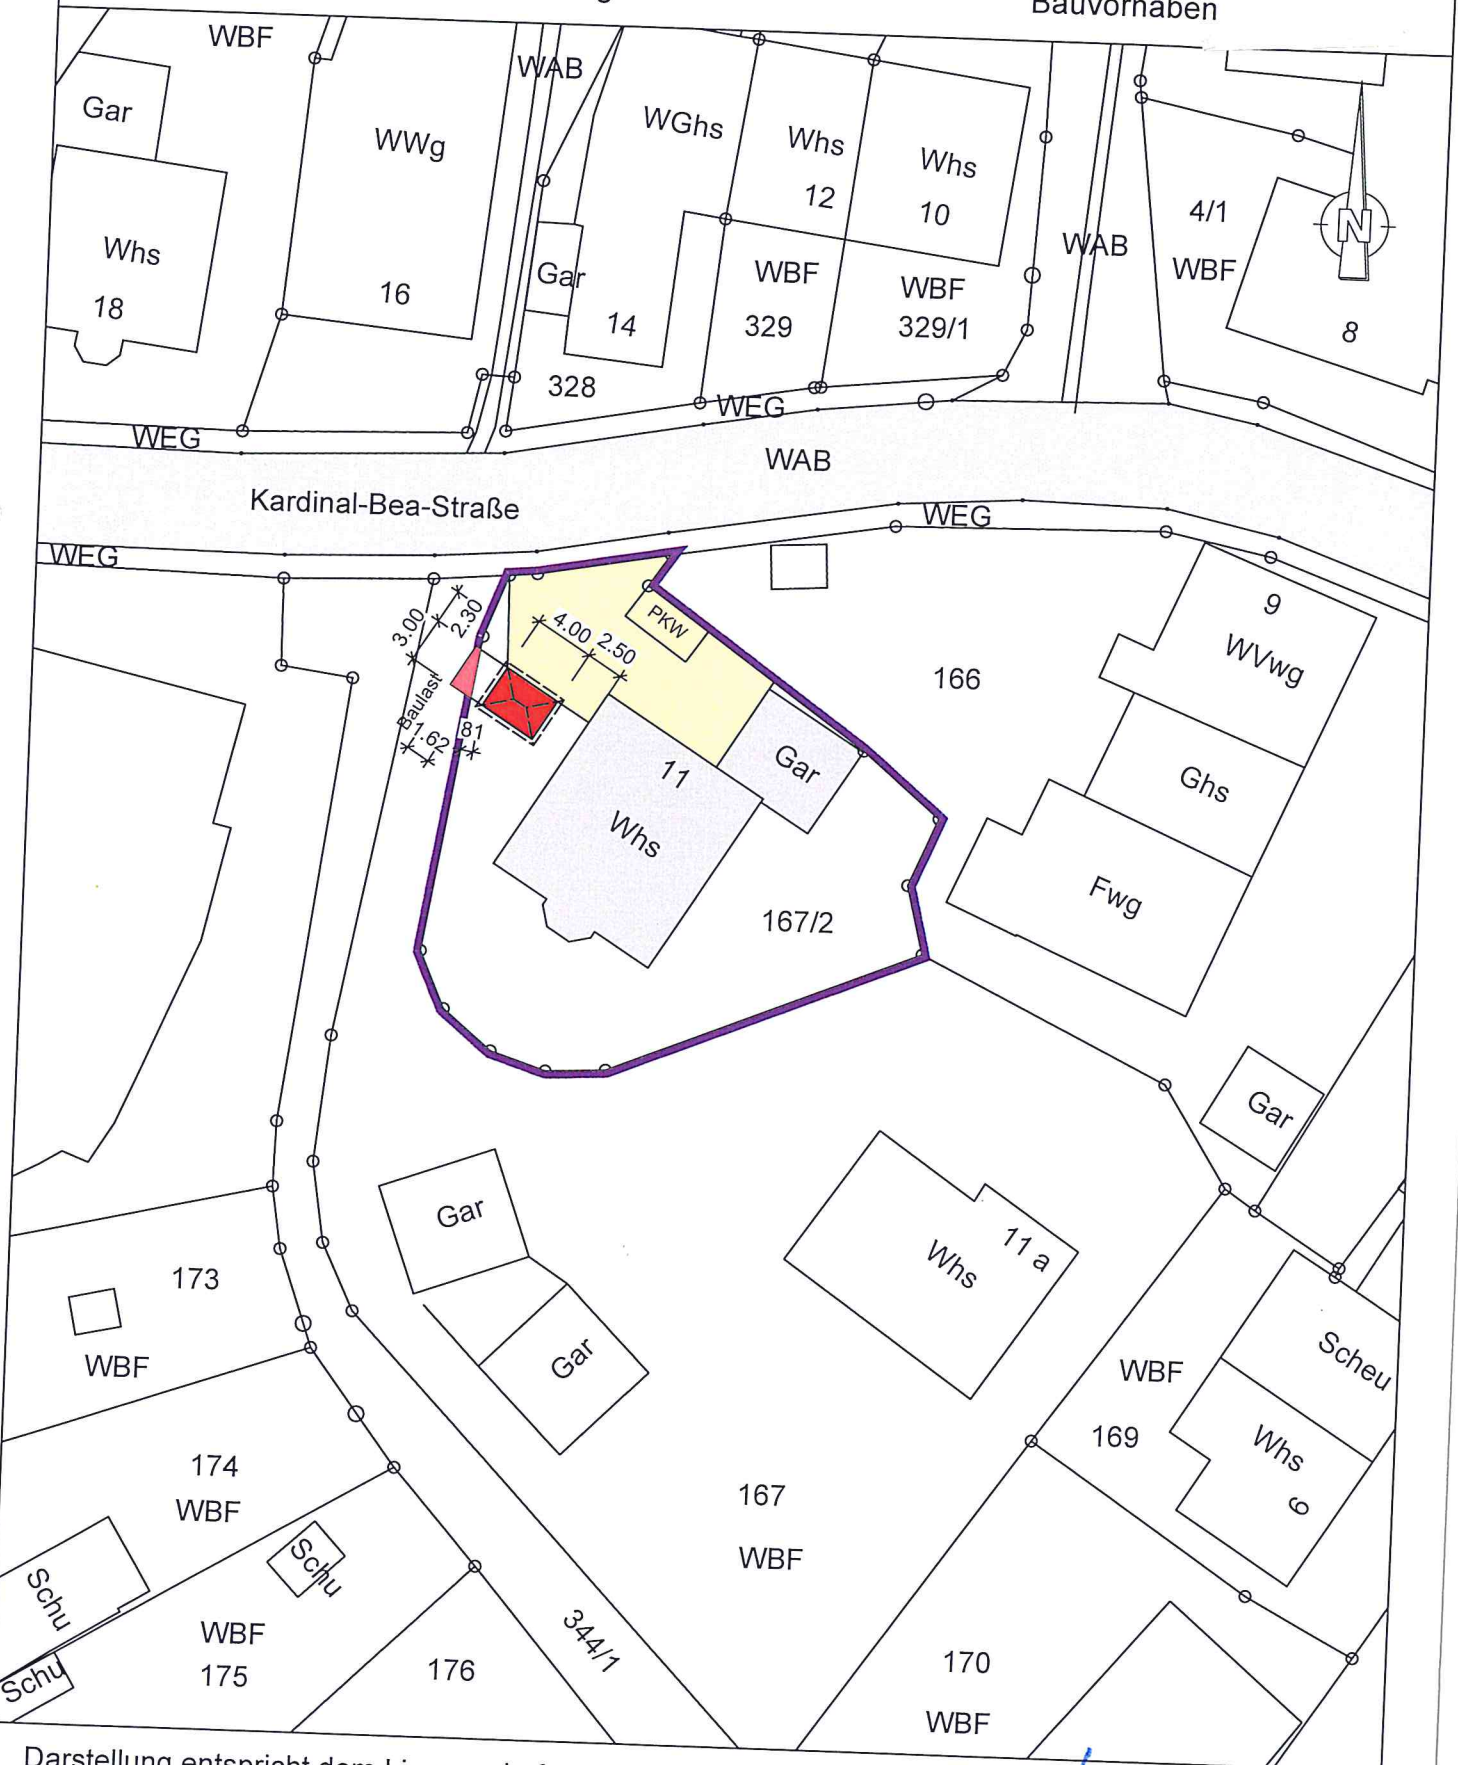 Bauvorhaben
WBF
WAB
Gar
WWg
WGhs
Whs
12
Whs
10
4/1
WBF
N
Whs
18
16
Gar
14
WBF
329
WBF
329/1
WAB
8
328
WEG
WEG
WAB
Kardinal-Bea-Straße
WEG
WEG
3.00
2.30
4.00
2.50
PKW
Baulast
1.62
81
166
9
WVwg
Ghs
Fwg
11
Whs
Gar
167/2
Gar
Gar
Gar
11 a
Whs
173
WBF
174
WBF
Schu
Schu
Schu
WBF
175
176
344/1
167
WBF
WBF
169
Scheu
Whs
6
170
WBF
Darstellung entspricht dem